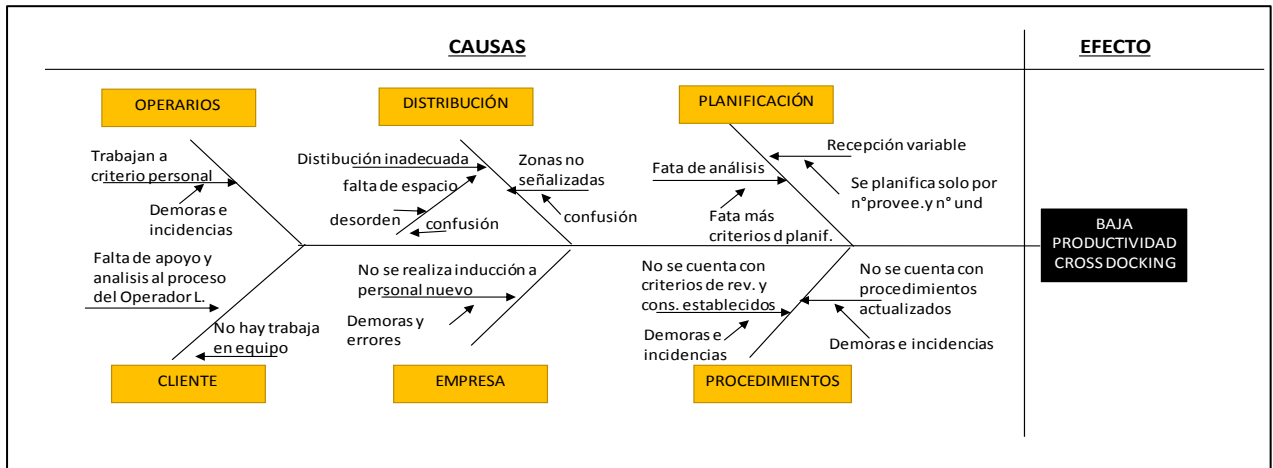 CAUSAS
EFECTO
OPERARIOS
DISTRIBUCIÓN
PLANIFICACIÓN
Trabajan a
criterio personal
Demoras e
incidencias
Distibución inadecuada
falta de espacio
desorden
confusión
Zonas no
señalizadas
confusión
Recepción variable
Fata de análisis
Se planifica solo por
n°provee.y n° und
Fata más
criterios d planif.
BAJA
PRODUCTIVIDAD
CROSS DOCKING
Falta de apoyo y
analisis al proceso
del Operador L.
No hay trabaja
en equipo
No se realiza inducción a
personal nuevo
Demoras y
errores
No se cuenta con
criterios de rev. y
cons. establecidos
Demoras e
incidencias
No se cuenta con
procedimientos
actualizados
Demoras e incidencias
CLIENTE
EMPRESA
PROCEDIMIENTOS